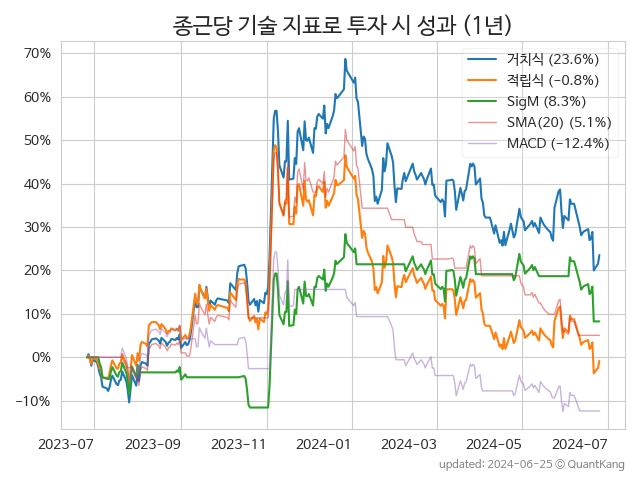 종근당 기술 지표로 투자 시 성과 (1년)
70%
60%
50%
40%
30%
20%
10%
0%
−10%
거치식 (23.6%)
적립식 (−0.8%)
SigM (8.3%)
SMA(20) (5.1%)
MACD (−12.4%)
2023-07
2023-09
2023-11
2024-01
2024-03
2024-05
2024-07
updated: 2024-06-25 ⓒ QuantKang